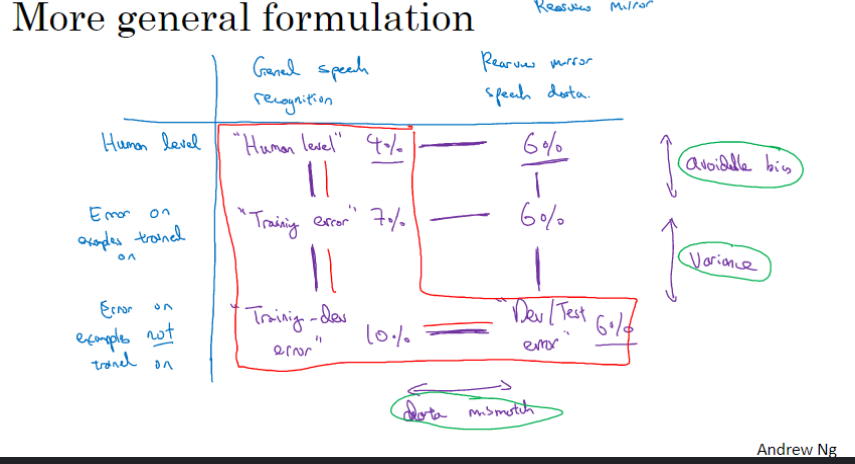 More general formulation
Rearview Mirror
General speech
recognition
Rearview mirror
speech data.
Human level
"Human level" 4%
6%
avoidable bias
Error on
examples trained
on
"Training error" 7%
6%
Variance
Error on
examples not
trained on
"Training-dev
error"
10%
"Dev/Test
error"
6%
data mismatch
Andrew Ng